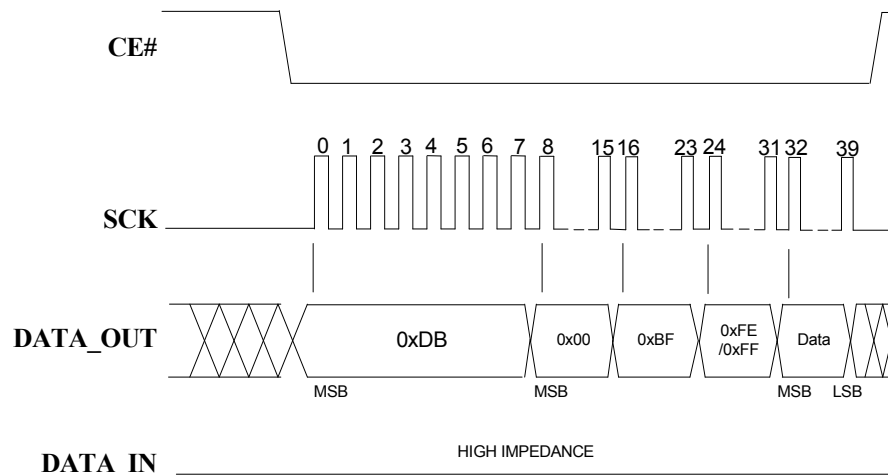 CE#
0 1 2 3 4 5 6 7 8 15 16 23 24 31 32 39
SCK
DATA_OUT
0xDB 0x00 0xBF 0xFE Data
/0xFF
MSB MSB MSB LSB
HIGH IMPEDANCE
DATA_IN